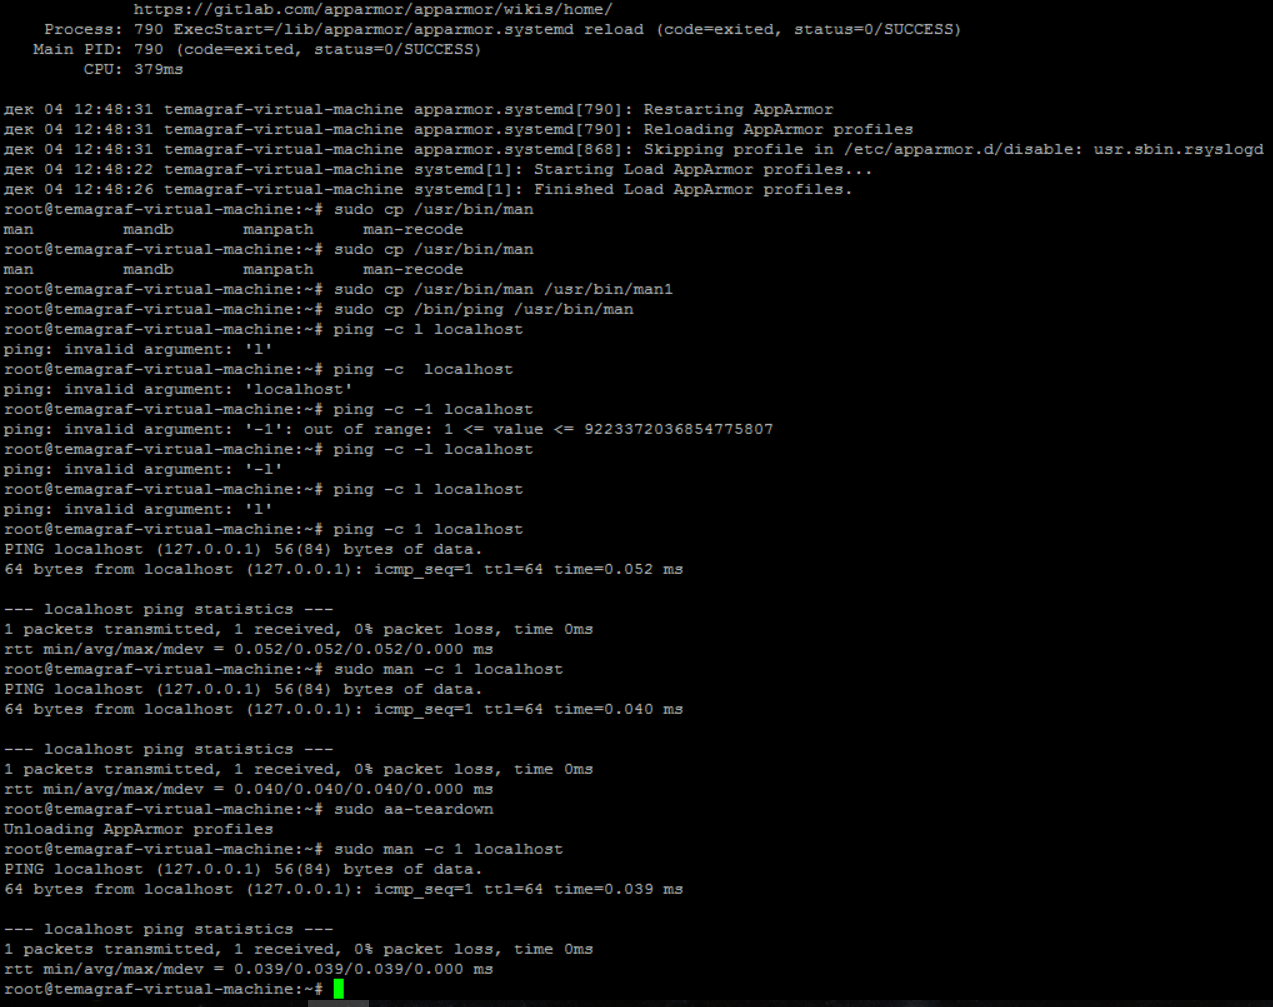 https://gitlab.com/apparmor/apparmor/wikis/home/
Process: 790 ExecStart=/lib/apparmor/apparmor.systemd reload (code=exited, status=0/SUCCESS)
Main PID: 790 (code=exited, status=0/SUCCESS)
CPU: 379ms
дек 04 12:48:31 temagraf-virtual-machine apparmor.systemd[790]: Restarting AppArmor
дек 04 12:48:31 temagraf-virtual-machine apparmor.systemd[790]: Reloading AppArmor profiles
дек 04 12:48:31 temagraf-virtual-machine apparmor.systemd[868]: Skipping profile in /etc/apparmor.d/disable: usr.sbin.rsyslogd
дек 04 12:48:22 temagraf-virtual-machine systemd[1]: Starting Load AppArmor profiles...
дек 04 12:48:26 temagraf-virtual-machine systemd[1]: Finished Load AppArmor profiles.
root@temagraf-virtual-machine:~# sudo cp /usr/bin/man
man mandb manpath man-recode
root@temagraf-virtual-machine:~# sudo cp /usr/bin/man
man mandb manpath man-recode
root@temagraf-virtual-machine:~# sudo cp /usr/bin/man /usr/bin/man1
root@temagraf-virtual-machine:~# sudo cp /bin/ping /usr/bin/man
root@temagraf-virtual-machine:~# ping -c l localhost
ping: invalid argument: 'l'
root@temagraf-virtual-machine:~# ping -c  localhost
ping: invalid argument: 'localhost'
root@temagraf-virtual-machine:~# ping -c -1 localhost
ping: invalid argument: '-1': out of range: 1 <= value <= 9223372036854775807
root@temagraf-virtual-machine:~# ping -c -l localhost
ping: invalid argument: '-l'
root@temagraf-virtual-machine:~# ping -c l localhost
ping: invalid argument: 'l'
root@temagraf-virtual-machine:~# ping -c 1 localhost
PING localhost (127.0.0.1) 56(84) bytes of data.
64 bytes from localhost (127.0.0.1): icmp_seq=1 ttl=64 time=0.052 ms
--- localhost ping statistics ---
1 packets transmitted, 1 received, 0% packet loss, time 0ms
rtt min/avg/max/mdev = 0.052/0.052/0.052/0.000 ms
root@temagraf-virtual-machine:~# sudo man -c 1 localhost
PING localhost (127.0.0.1) 56(84) bytes of data.
64 bytes from localhost (127.0.0.1): icmp_seq=1 ttl=64 time=0.040 ms
--- localhost ping statistics ---
1 packets transmitted, 1 received, 0% packet loss, time 0ms
rtt min/avg/max/mdev = 0.040/0.040/0.040/0.000 ms
root@temagraf-virtual-machine:~# sudo aa-teardown
Unloading AppArmor profiles
root@temagraf-virtual-machine:~# sudo man -c 1 localhost
PING localhost (127.0.0.1) 56(84) bytes of data.
64 bytes from localhost (127.0.0.1): icmp_seq=1 ttl=64 time=0.039 ms
--- localhost ping statistics ---
1 packets transmitted, 1 received, 0% packet loss, time 0ms
rtt min/avg/max/mdev = 0.039/0.039/0.039/0.000 ms
root@temagraf-virtual-machine:~#